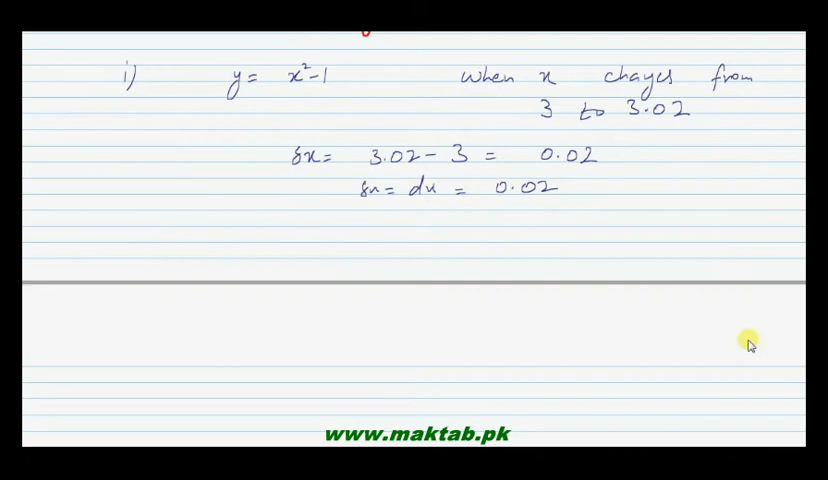 i) y = x²-1 when x changes from
3 to 3.02
δx = 3.02 - 3 = 0.02
δx = dx = 0.02
www.maktab.pk